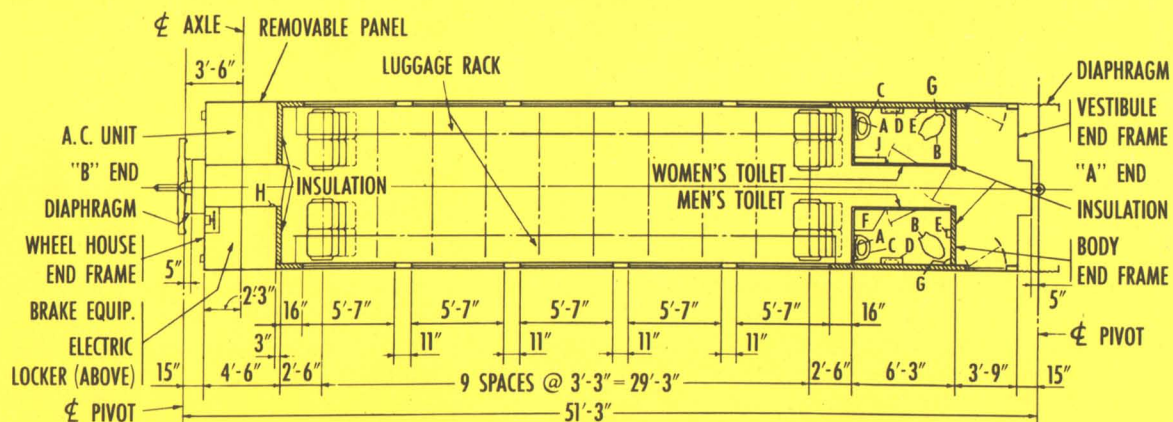 ℄ AXLE
REMOVABLE PANEL
3'-6"
LUGGAGE RACK
DIAPHRAGM
VESTIBULE
END FRAME
"A" END
INSULATION
BODY
END FRAME
5"
℄ PIVOT
A.C. UNIT
"B" END
DIAPHRAGM
WHEEL HOUSE
END FRAME
5"
BRAKE EQUIP.
ELECTRIC
LOCKER (ABOVE)
℄ PIVOT
H
INSULATION
WOMEN'S TOILET
MEN'S TOILET
C G
A D E
J B
F B E
A C D
G
2'-3"
16" 5'-7" 5'-7" 5'-7" 5'-7" 5'-7" 16"
3" 11" 11" 11" 11"
15" 4'-6" 2'-6" 9 SPACES @ 3'-3" = 29'-3" 2'-6" 6'-3" 3'-9" 15"
51'-3"